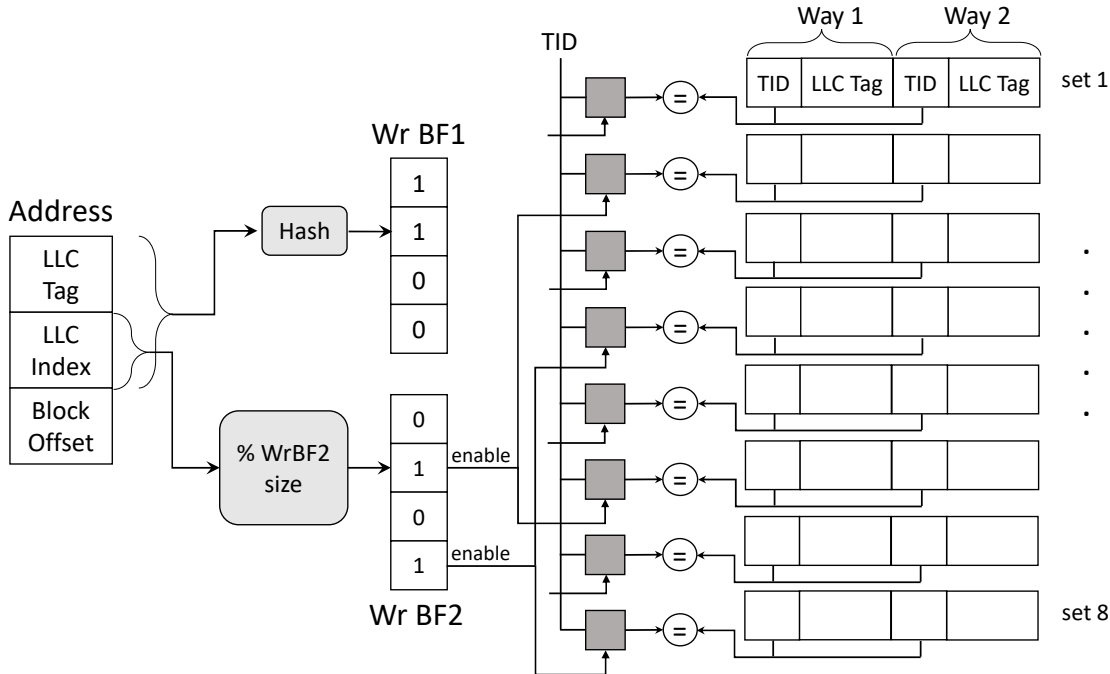 Way 1
Way 2
TID
TID
LLC Tag
TID
LLC Tag
set 1
=
=
=
=
=
=
=
=
Wr BF1
1
1
0
0
Address
LLC
Tag
LLC
Index
Block
Offset
Hash
% WrBF2
size
0
1
0
1
enable
enable
Wr BF2
.
.
.
.
.
set 8